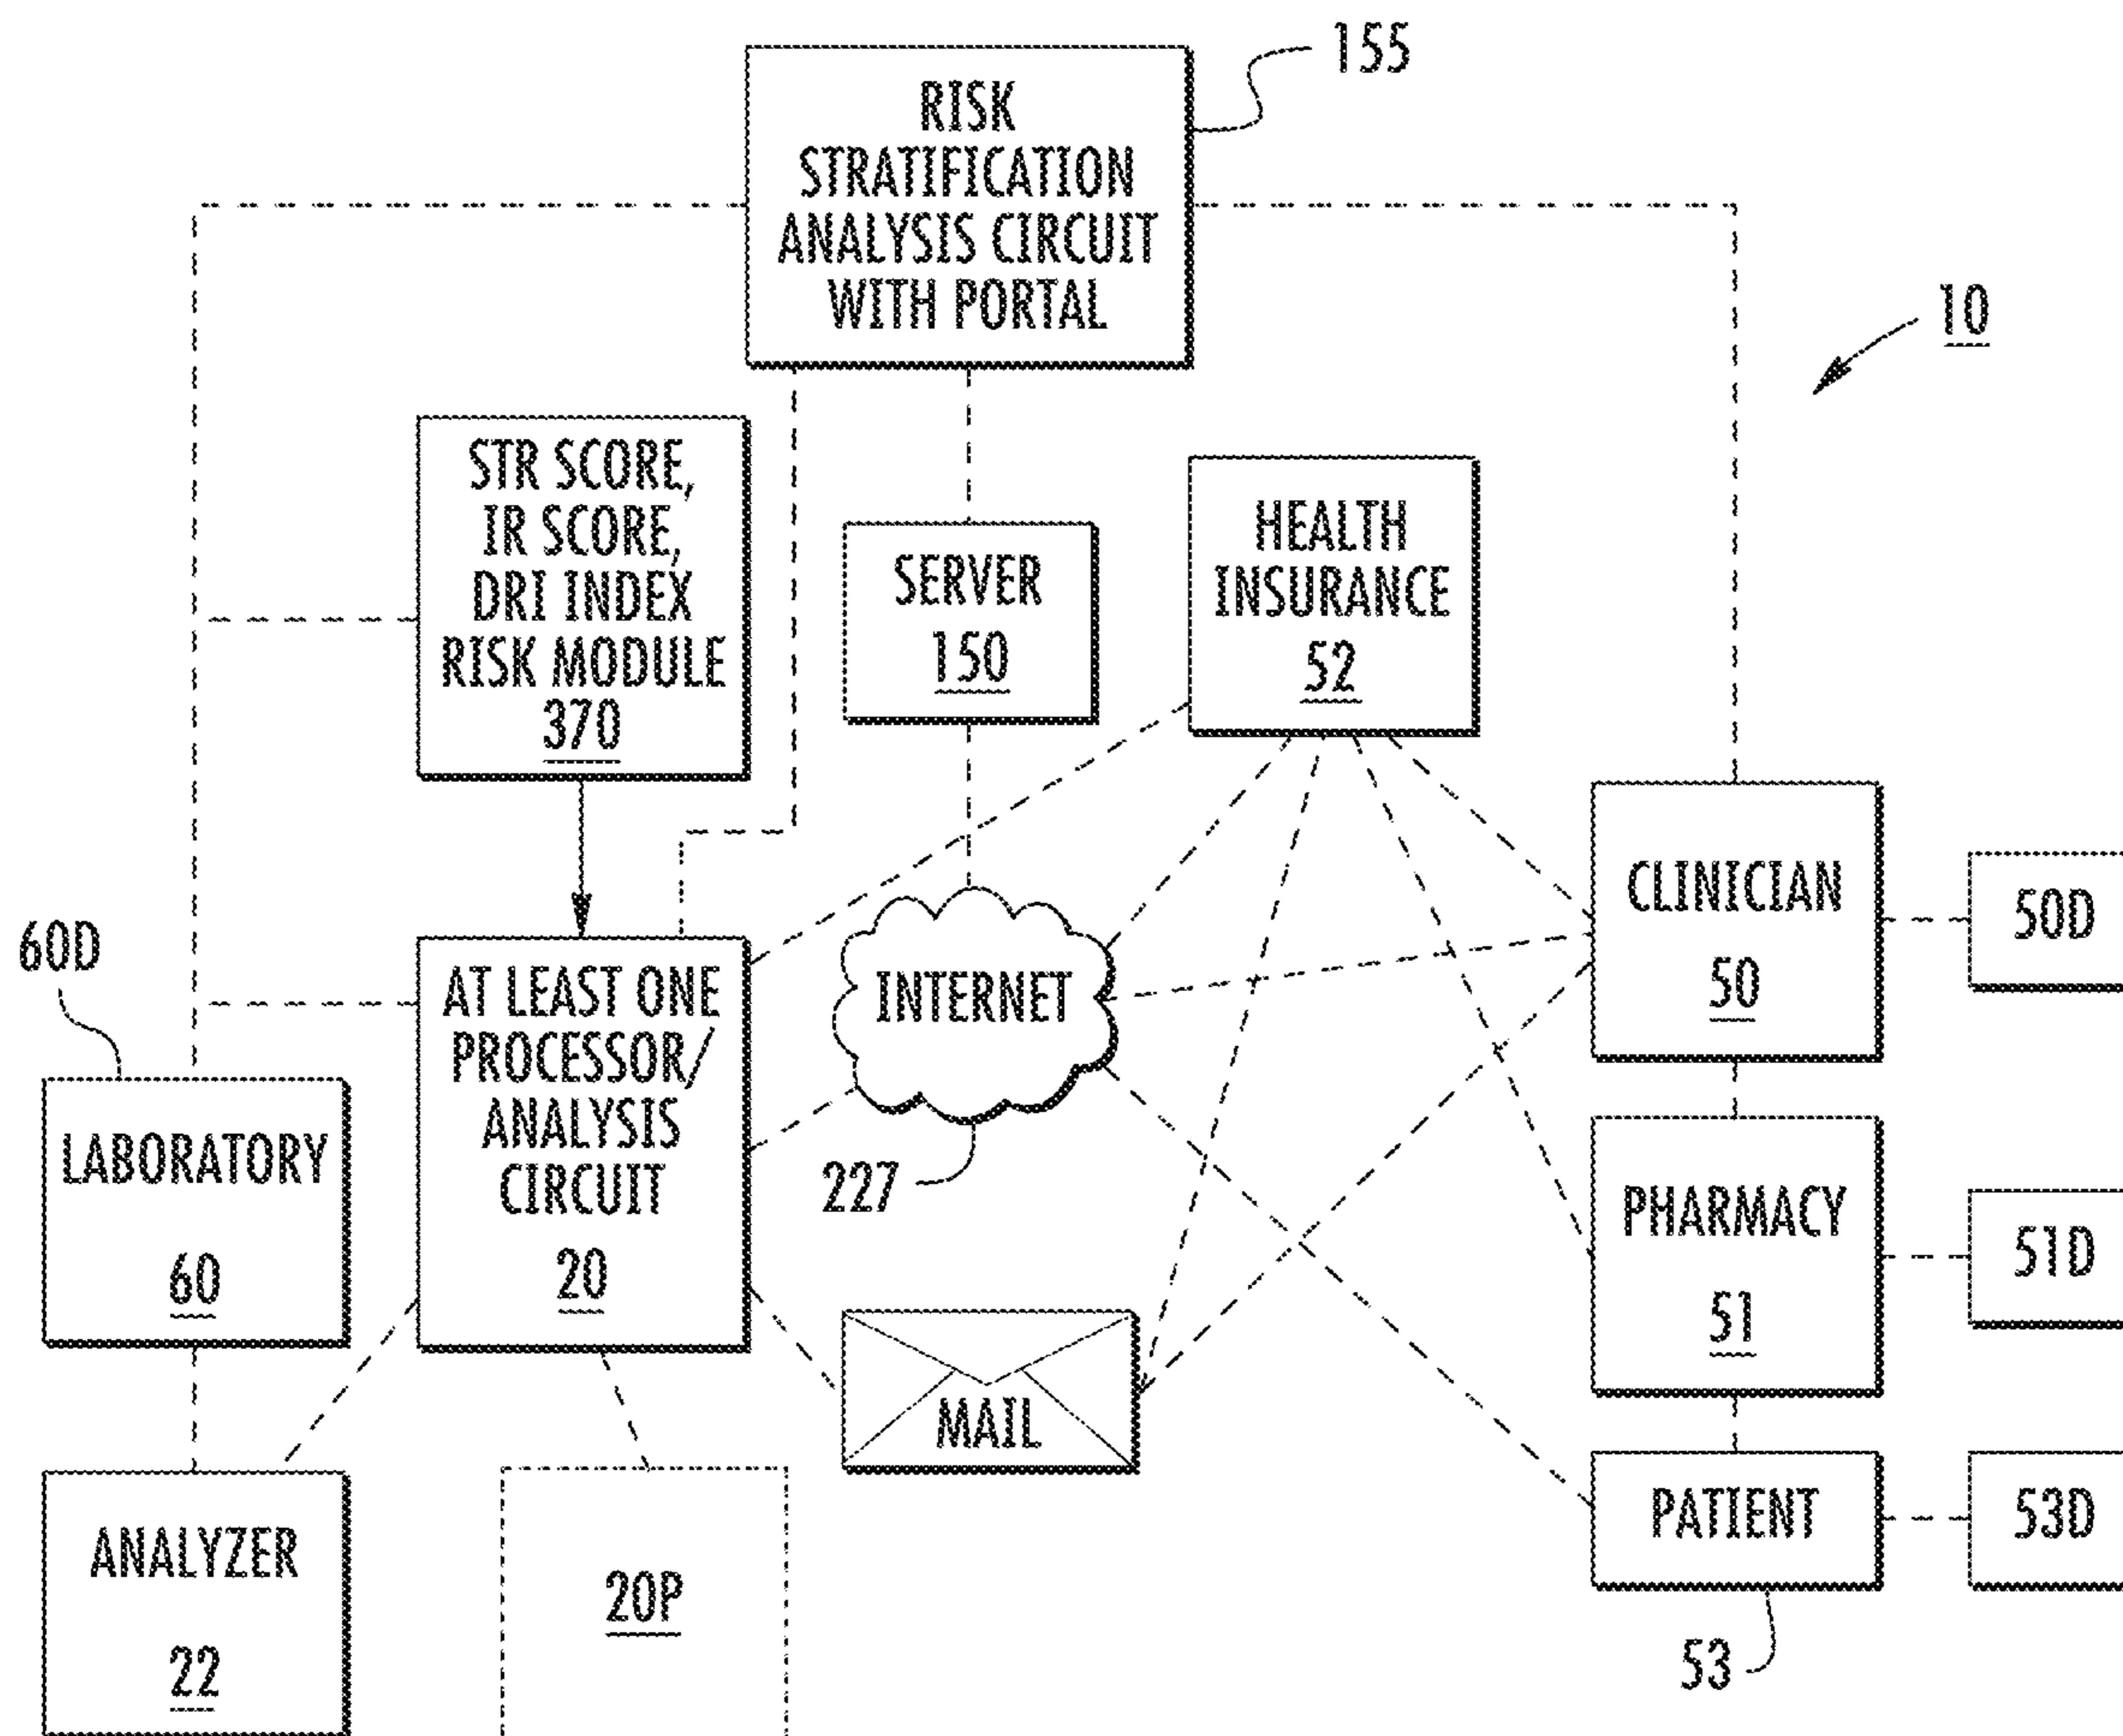 155
RISK
STRATIFICATION
ANALYSIS CIRCUIT
WITH PORTAL
10
STR SCORE,
IR SCORE,
DRI INDEX
RISK MODULE
370
SERVER
150
HEALTH
INSURANCE
52
CLINICIAN
50
50D
60D
AT LEAST ONE
PROCESSOR/
ANALYSIS
CIRCUIT
20
INTERNET
227
LABORATORY
60
PHARMACY
51
51D
MAIL
PATIENT
53D
53
ANALYZER
22
20P